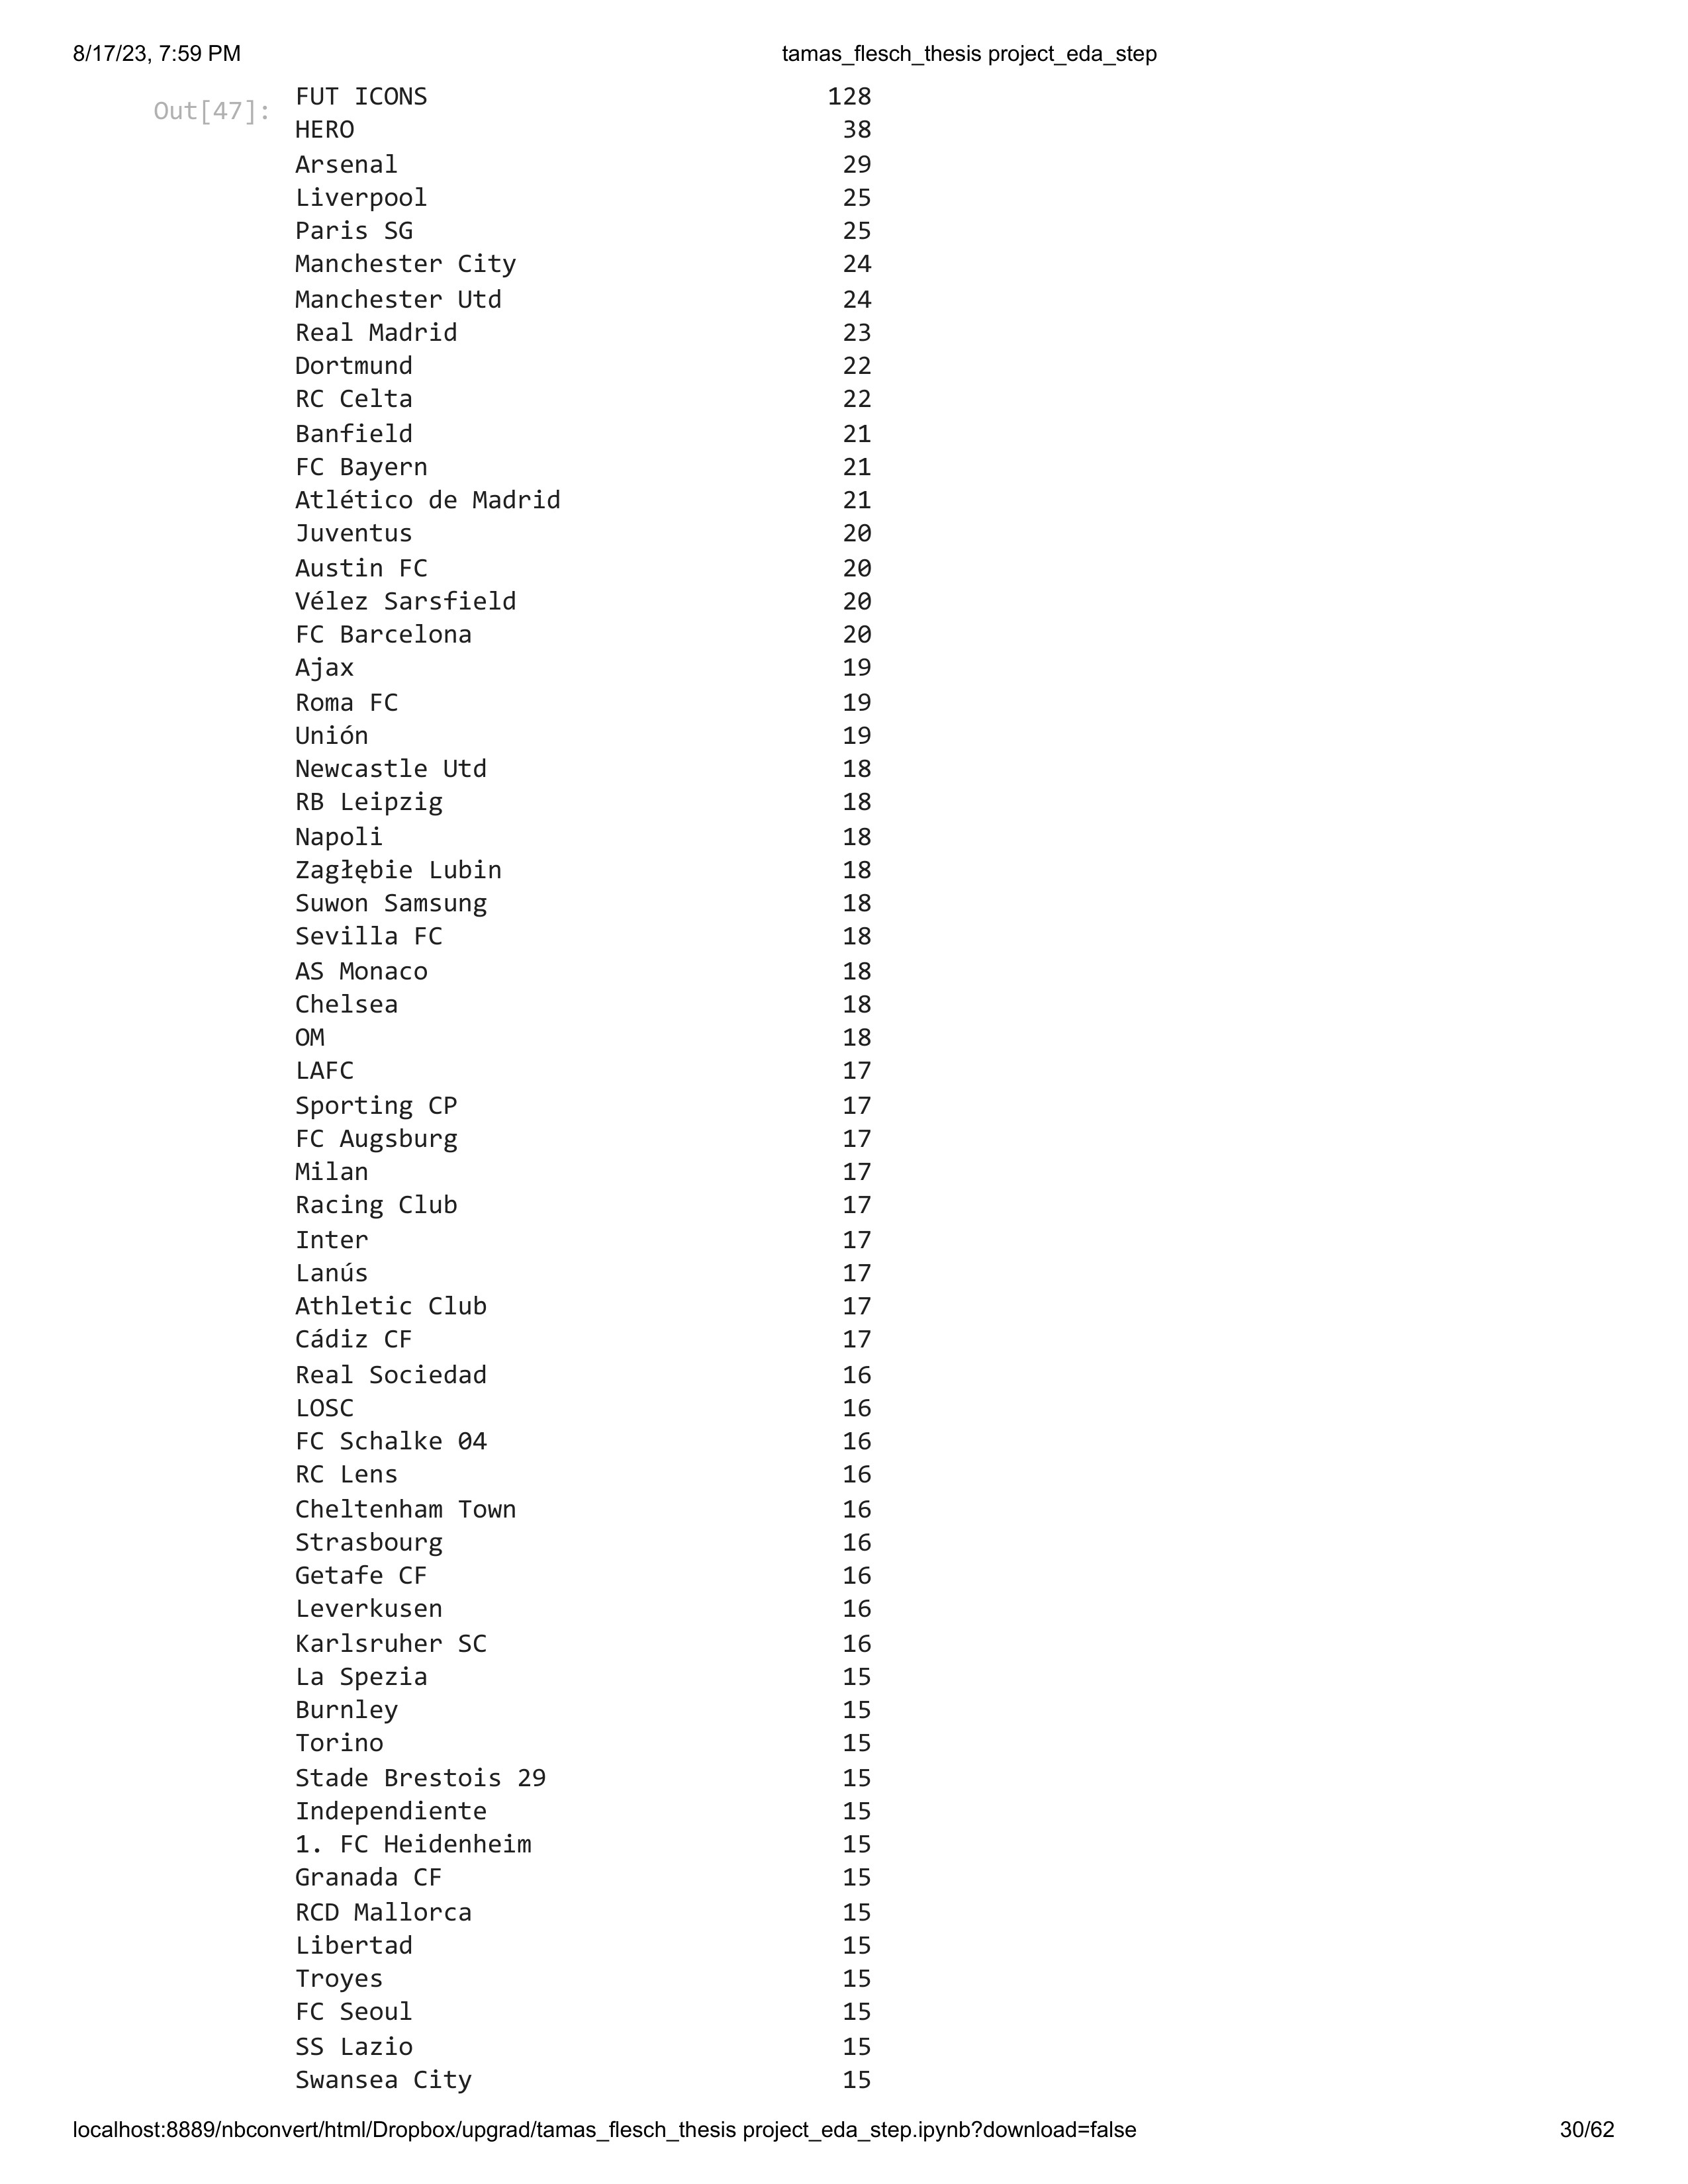 8/17/23, 7:59 PM tamas_flesch_thesis project_eda_step
Out[47]: FUT ICONS 128
HERO 38
Arsenal 29
Liverpool 25
Paris SG 25
Manchester City 24
Manchester Utd 24
Real Madrid 23
Dortmund 22
RC Celta 22
Banfield 21
FC Bayern 21
Atlético de Madrid 21
Juventus 20
Austin FC 20
Vélez Sarsfield 20
FC Barcelona 20
Ajax 19
Roma FC 19
Unión 19
Newcastle Utd 18
RB Leipzig 18
Napoli 18
Zagłębie Lubin 18
Suwon Samsung 18
Sevilla FC 18
AS Monaco 18
Chelsea 18
OM 18
LAFC 17
Sporting CP 17
FC Augsburg 17
Milan 17
Racing Club 17
Inter 17
Lanús 17
Athletic Club 17
Cádiz CF 17
Real Sociedad 16
LOSC 16
FC Schalke 04 16
RC Lens 16
Cheltenham Town 16
Strasbourg 16
Getafe CF 16
Leverkusen 16
Karlsruher SC 16
La Spezia 15
Burnley 15
Torino 15
Stade Brestois 29 15
Independiente 15
1. FC Heidenheim 15
Granada CF 15
RCD Mallorca 15
Libertad 15
Troyes 15
FC Seoul 15
SS Lazio 15
Swansea City 15
localhost:8889/nbconvert/html/Dropbox/upgrad/tamas_flesch_thesis project_eda_step.ipynb?download=false 30/62